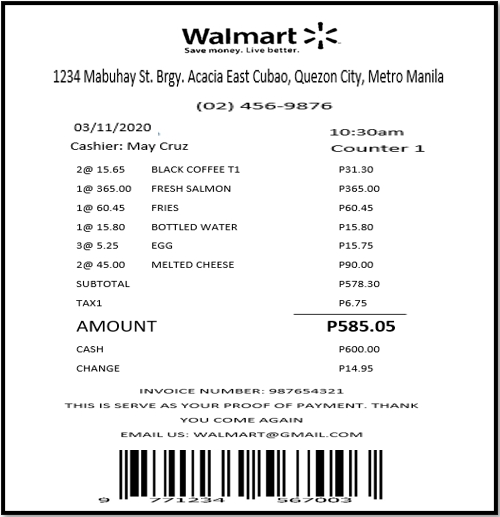 Walmart
Save money. Live better.
1234 Mabuhay St. Brgy. Acacia East Cubao, Quezon City, Metro Manila
(02) 456-9876
03/11/2020 , 10:30am
Cashier: May Cruz Counter 1
2@ 15.65 BLACK COFFEE T1 P31.30
1@ 365.00 FRESH SALMON P365.00
1@ 60.45 FRIES P60.45
1@ 15.80 BOTTLED WATER P15.80
3@ 5.25 EGG P15.75
2@ 45.00 MELTED CHEESE P90.00
SUBTOTAL P578.30
TAX1 P6.75
AMOUNT P585.05
CASH P600.00
CHANGE P14.95
INVOICE NUMBER: 987654321
THIS IS SERVE AS YOUR PROOF OF PAYMENT. THANK
YOU COME AGAIN
EMAIL US: WALMART@GMAIL.COM
9 771234 567003